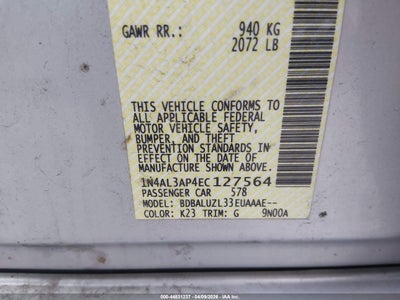 GAWR RR.: 940 KG
2072 LB
THIS VEHICLE CONFORMS TO
ALL APPLICABLE FEDERAL
MOTOR VEHICLE SAFETY,
BUMPER, AND THEFT
PREVENTION STANDARDS
IN EFFECT ON THE
DATE OF
MANUFACTURE SHOWN ABOVE.
1N4AL3AP4EC127564
PASSENGER CAR 578
MODEL: BDBALUZL33EUAAAE--
COLOR: K23 TRIM: G 9N00A
000-44831237 - 04/09/2026 - IAA Inc.